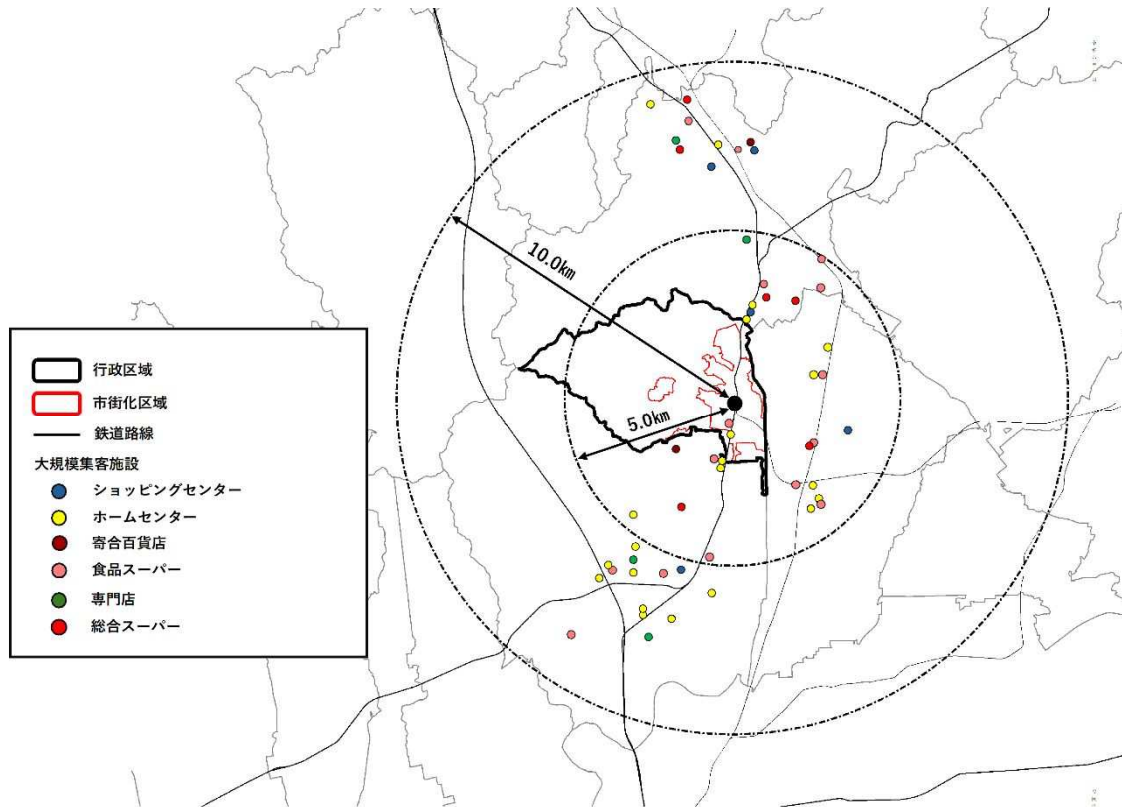 10.0km
5.0km
行政区域
市街化区域
鉄道路線
大規模集客施設
ショッピングセンター
ホームセンター
寄合百貨店
食品スーパー
専門店
総合スーパー